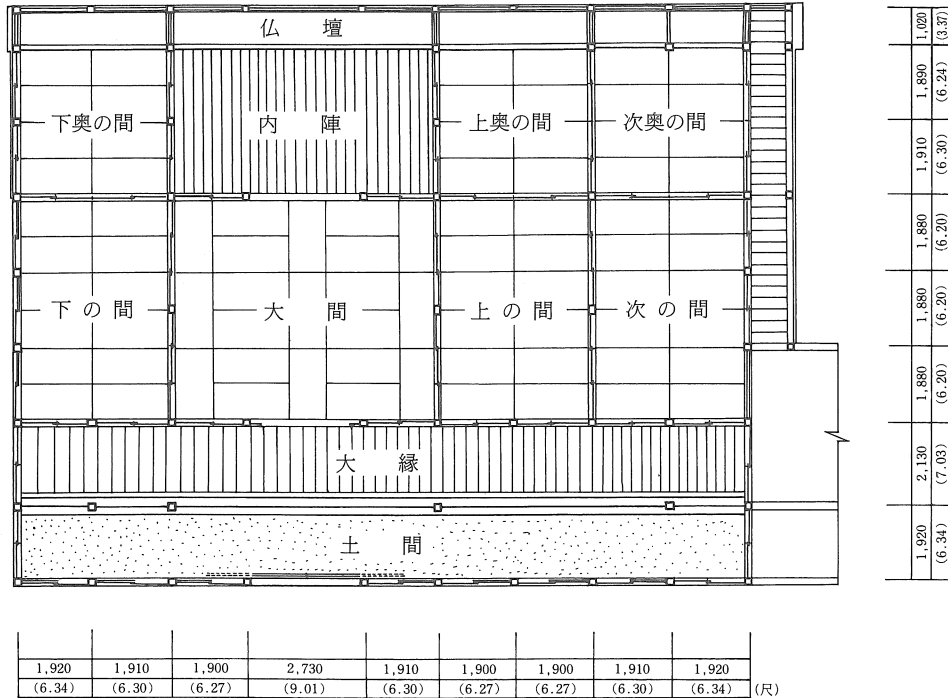 仏壇
下奥の間 内陣 上奥の間 次奥の間
下の間 大間 上の間 次の間
大縁
土間
1,020 (3.37)
1,890 (6.24)
1,910 (6.30)
1,880 (6.20)
1,880 (6.20)
1,880 (6.20)
2,130 (7.03)
1,920 (6.34)
1,920 1,910 1,900 2,730 1,910 1,900 1,900 1,910 1,920
(6.34) (6.30) (6.27) (9.01) (6.30) (6.27) (6.27) (6.30) (6.34) (尺)